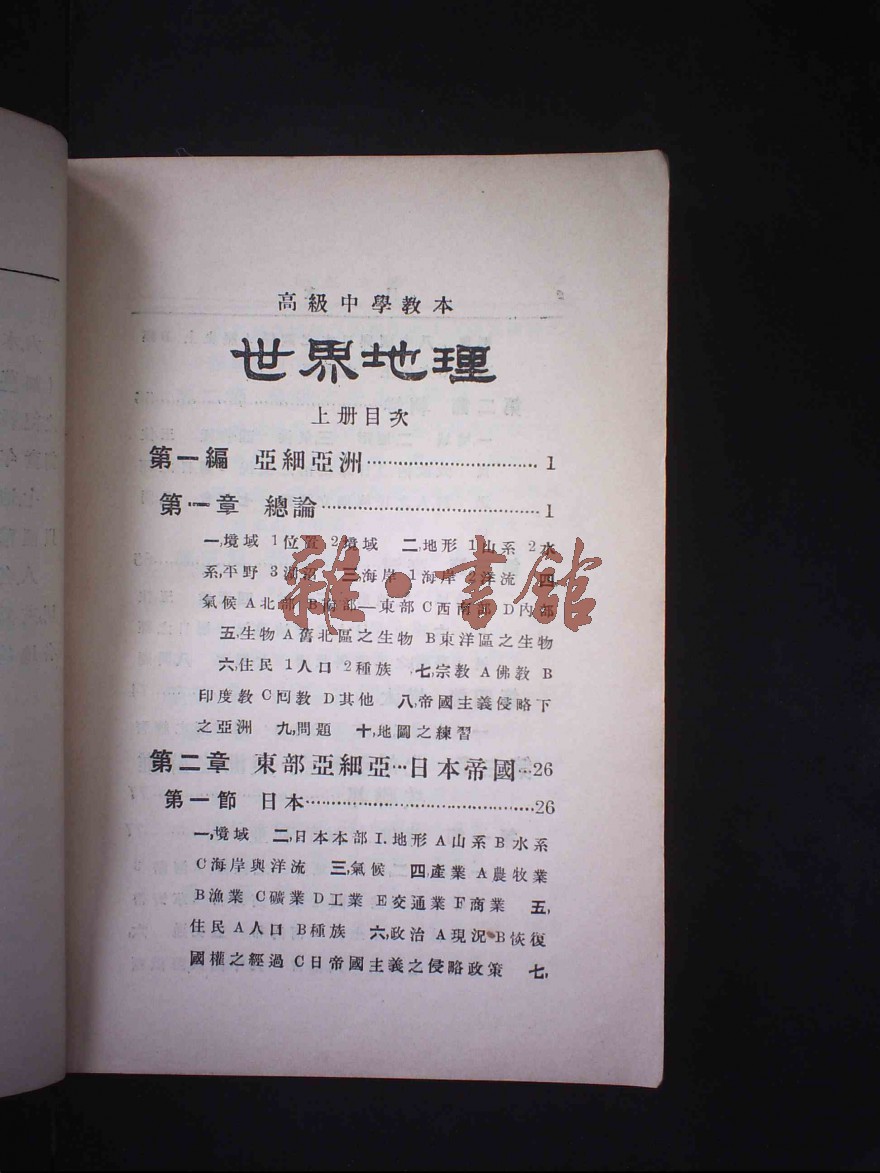 高級中學教本
世界地理
上册目次
第一編 亞細亞洲……………………………1
第一章 總論…………………………………1
一,境域 1位置 2境域 二,地形 1山系 2水
系,平野 3湖沼 三,海岸 1海岸 2洋流 四,
氣候 A北部 B南部—東部 C西南部 D内部
五,生物 A舊北區之生物 B東洋區之生物
六,住民 1人口 2種族 七,宗教 A佛教 B
印度教 C回教 D其他 八,帝國主義侵略下
之亞洲 九,問題 十,地圖之練習
第二章 東部亞細亞…日本帝國…26
第一節 日本……………………………………26
一,境域 二,日本本部 I.地形 A山系 B水系
C海岸與洋流 三,氣候 四,產業 A農牧業
B漁業 C礦業 D工業 E交通業 F商業 五,
住民 A人口 B種族 六,政治 A現況 B恢復
國權之經過 C日帝國主義之侵略政策 七,
雜·書館